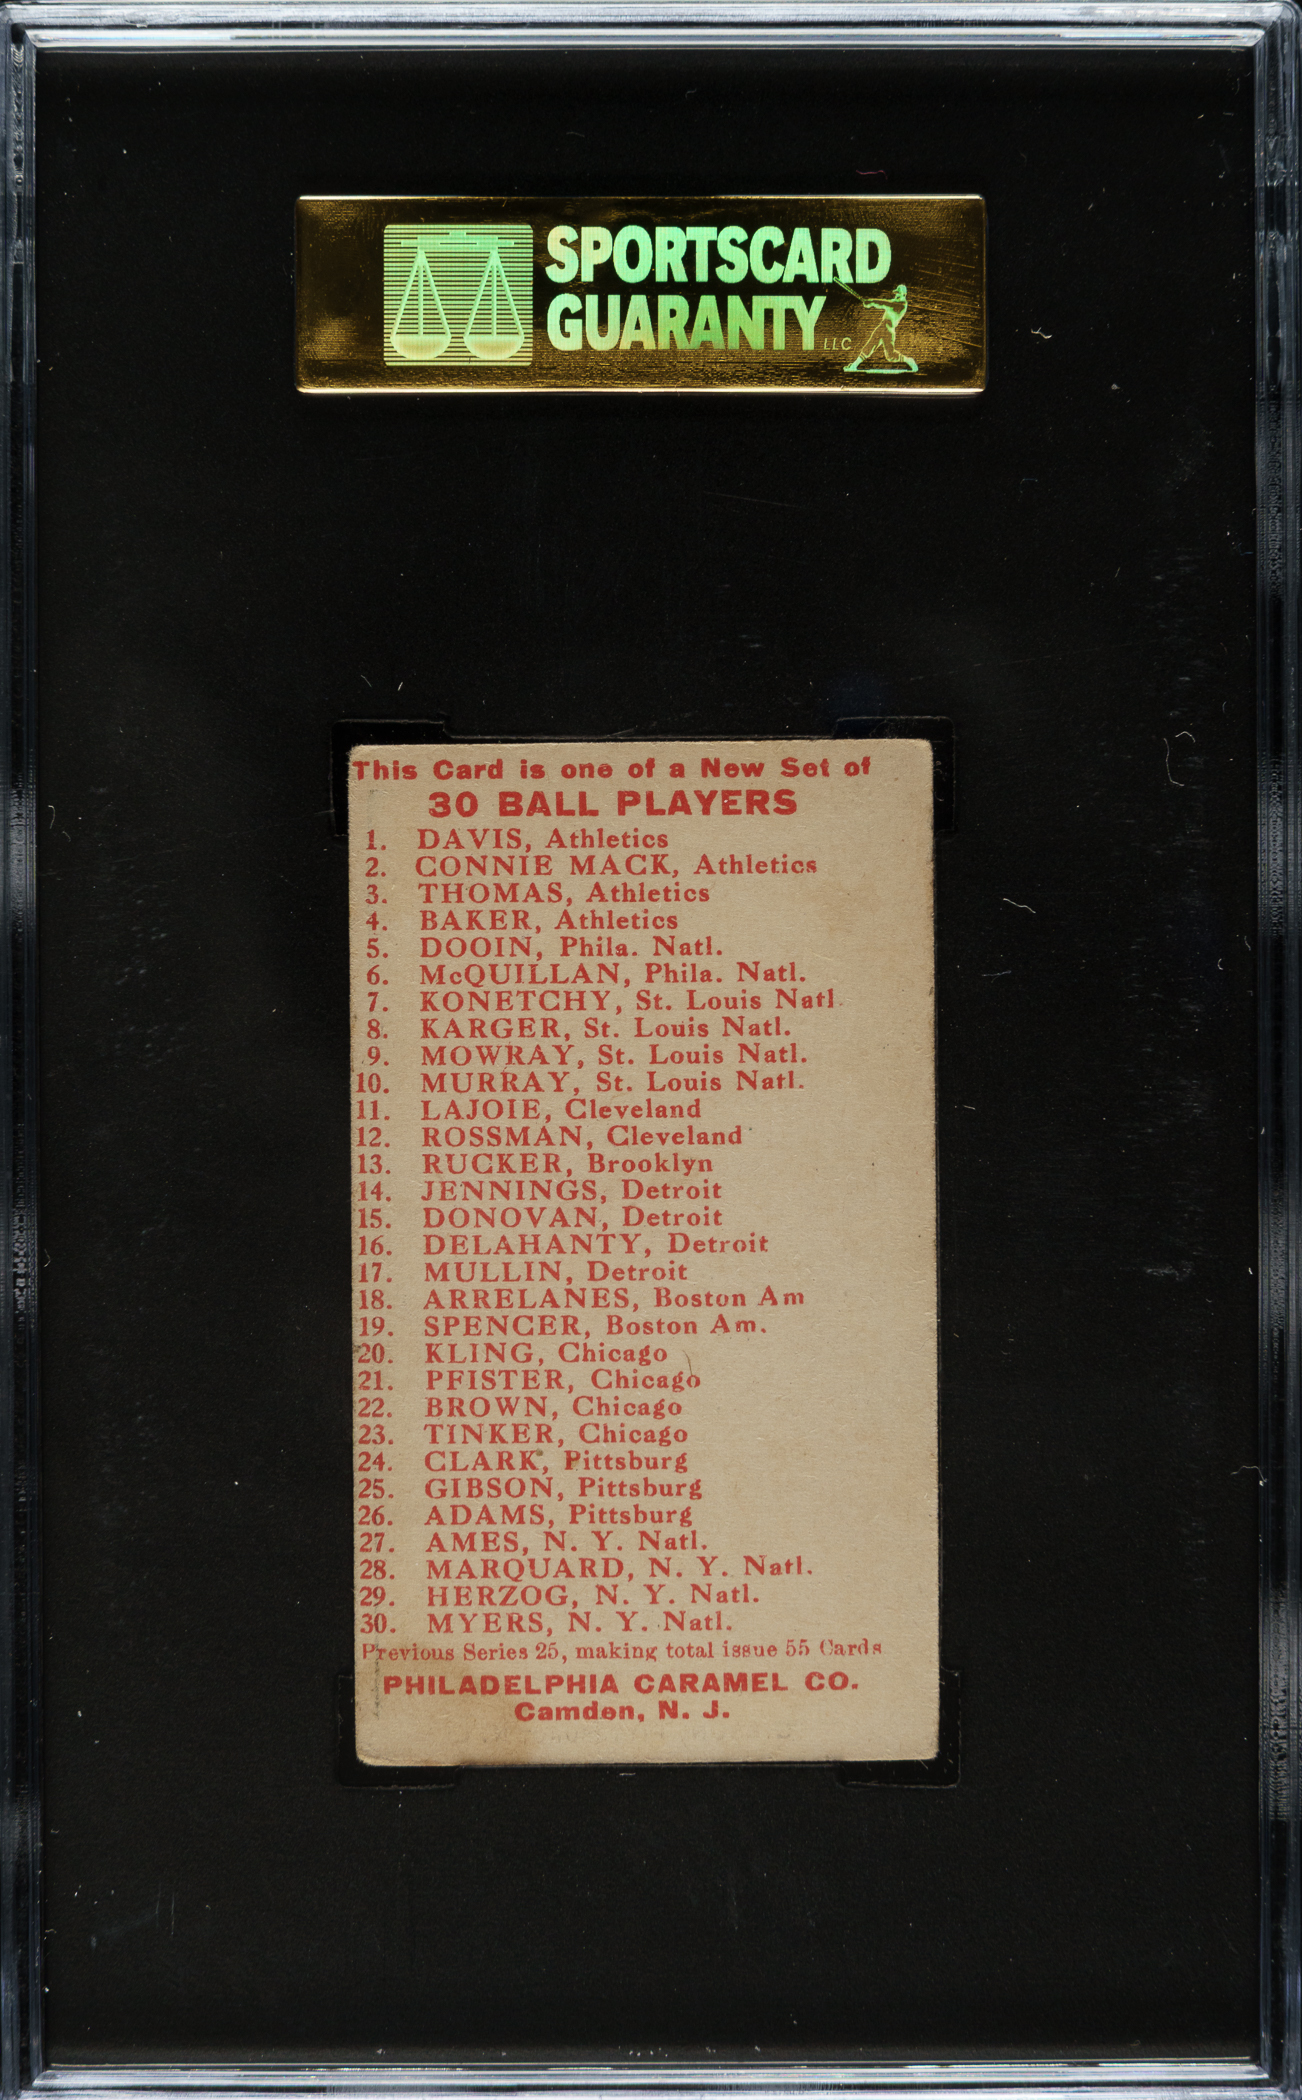 SPORTSCARD
GUARANTY LLC
This Card is one of a New Set of
30 BALL PLAYERS
1. DAVIS, Athletics
2. CONNIE MACK, Athletics
3. THOMAS, Athletics
4. BAKER, Athletics
5. DOOIN, Phila. Natl.
6. McQUILLAN, Phila. Natl.
7. KONETCHY, St. Louis Natl.
8. KARGER, St. Louis Natl.
9. MOWRAY, St. Louis Natl.
10. MURRAY, St. Louis Natl.
11. LAJOIE, Cleveland
12. ROSSMAN, Cleveland
13. RUCKER, Brooklyn
14. JENNINGS, Detroit
15. DONOVAN, Detroit
16. DELAHANTY, Detroit
17. MULLIN, Detroit
18. ARRELANES, Boston Am
19. SPENCER, Boston Am.
20. KLING, Chicago
21. PFISTER, Chicago
22. BROWN, Chicago
23. TINKER, Chicago
24. CLARK, Pittsburg
25. GIBSON, Pittsburg
26. ADAMS, Pittsburg
27. AMES, N. Y. Natl.
28. MARQUARD, N. Y. Natl.
29. HERZOG, N. Y. Natl.
30. MYERS, N. Y. Natl.
Previous Series 25, making total issue 55 Cards
PHILADELPHIA CARAMEL CO.
Camden, N. J.